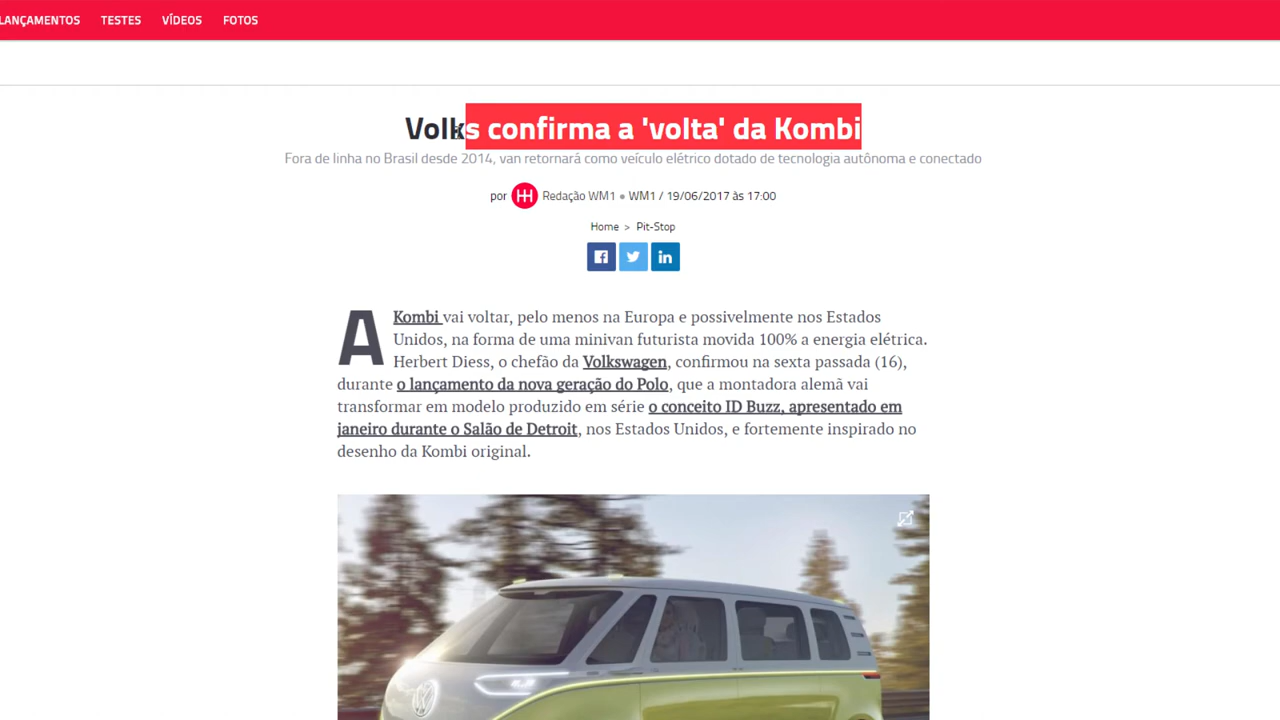 LANÇAMENTOS TESTES VÍDEOS FOTOS
Volks confirma a 'volta' da Kombi
Fora de linha no Brasil desde 2014, van retornará como veículo elétrico dotado de tecnologia autônoma e conectado
por Redação WM1 • WM1 / 19/06/2017 às 17:00
Home > Pit-Stop
A Kombi vai voltar, pelo menos na Europa e possivelmente nos Estados
Unidos, na forma de uma minivan futurista movida 100% a energia elétrica.
Herbert Diess, o chefão da Volkswagen, confirmou na sexta passada (16),
durante o lançamento da nova geração do Polo, que a montadora alemã vai
transformar em modelo produzido em série o conceito ID Buzz, apresentado em
janeiro durante o Salão de Detroit, nos Estados Unidos, e fortemente inspirado no
desenho da Kombi original.